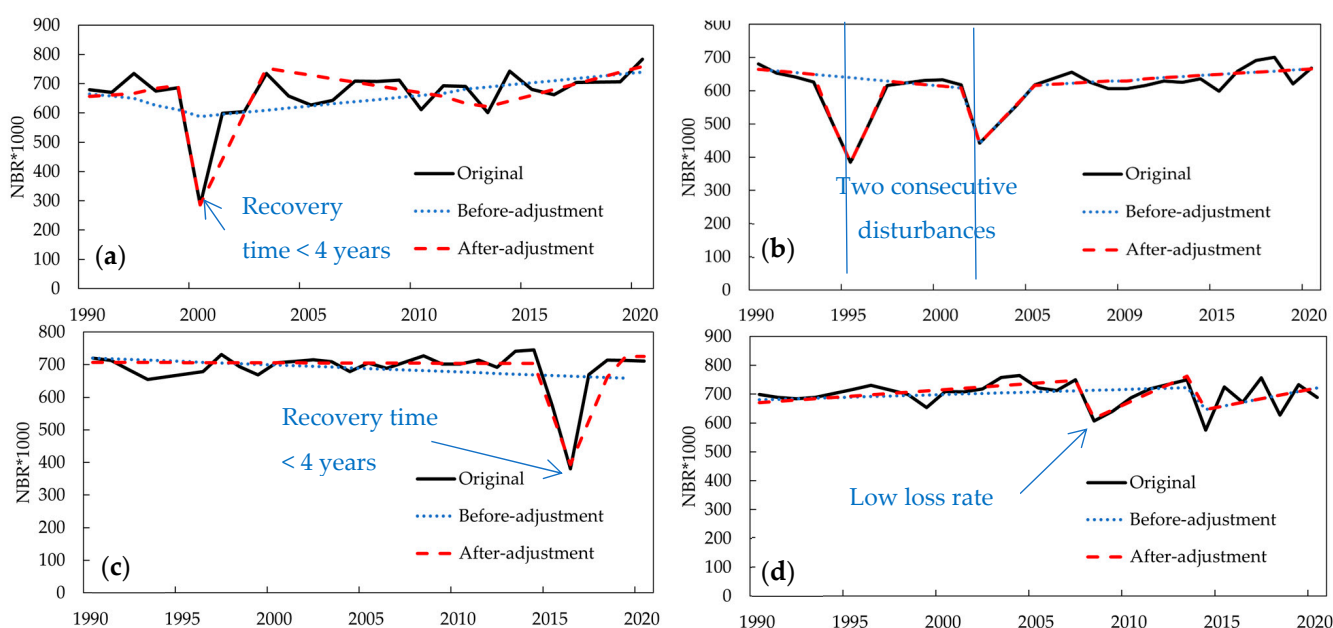 900
800
700
600
500
400
300
200
100
0
NBR*1000
Original
Before-adjustment
After-adjustment
Recovery
time < 4 years
(a)
1990
2000
2005
2010
2015
2020
800
700
600
500
400
300
200
100
0
NBR*1000
Original
Before-adjustment
After-adjustment
Two consecutive
disturbances
(b)
1990
1995
2000
2005
2009
2015
2020
800
700
600
500
400
300
200
100
0
NBR*1000
Recovery time
< 4 years
Original
Before-adjustment
After-adjustment
(c)
1990
1995
2000
2005
2010
2015
2020
900
800
700
600
500
400
300
200
100
0
NBR*1000
Low loss rate
Original
Before-adjustment
After-adjustment
(d)
1990
1995
2000
2005
2010
2015
2020